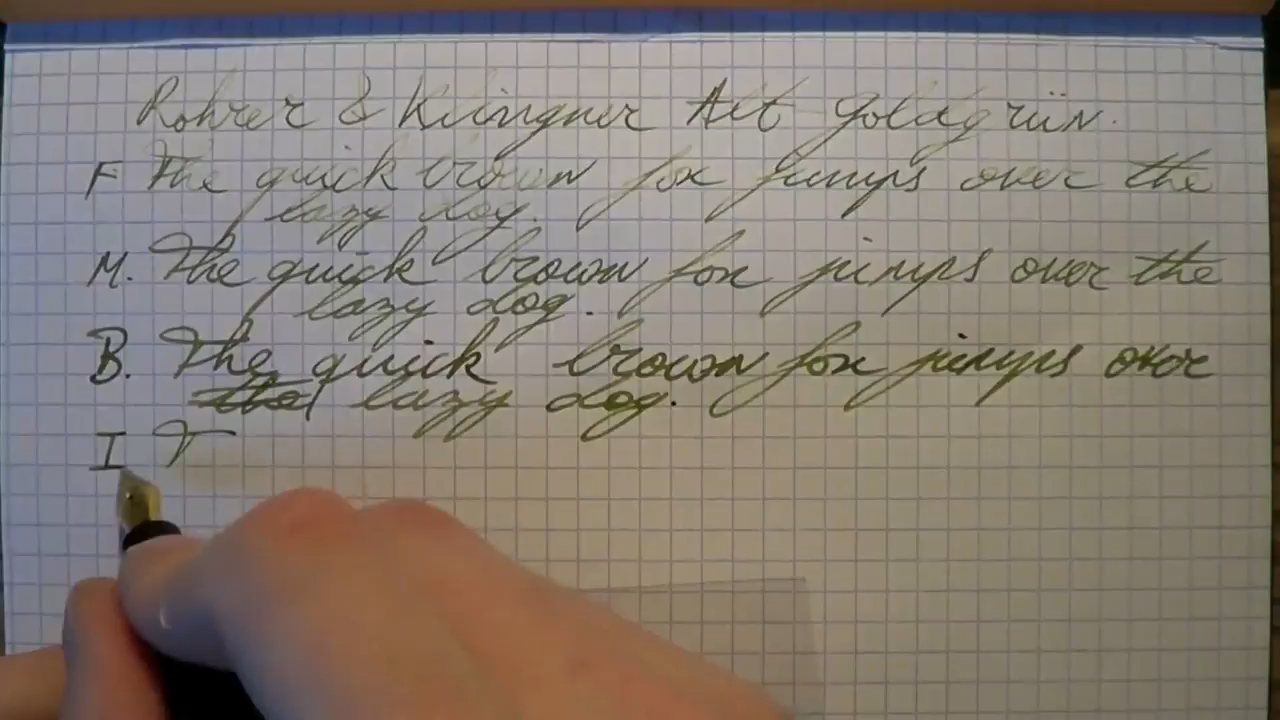 Rohrer & Klingner Alt Goldgrün.
F The quick brown fox jumps over the
lazy dog.
M. The quick brown fox jumps over the
lazy dog.
B. The quick brown fox jumps over
the lazy dog.
I T